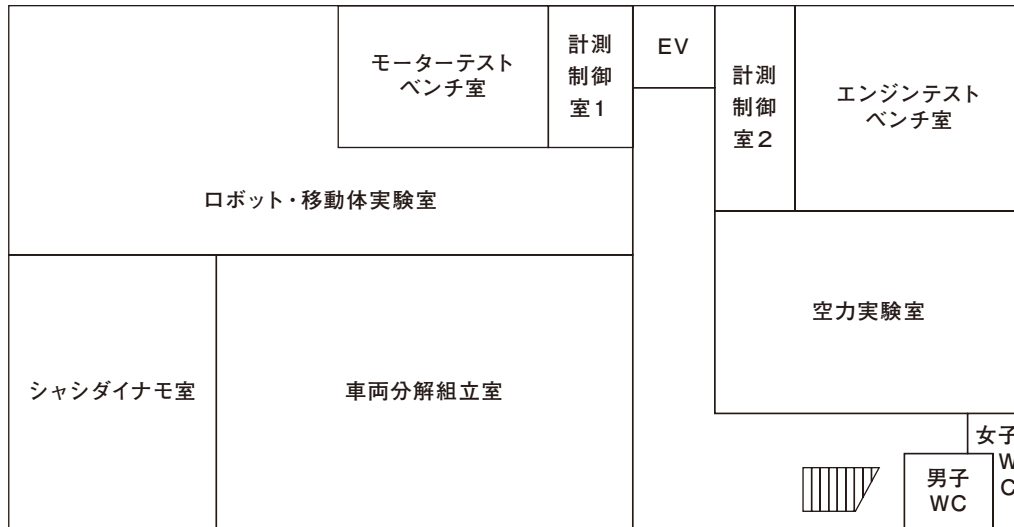 モーターテスト
ベンチ室
計測
制御
室1
EV
計測
制御
室2
エンジンテスト
ベンチ室
ロボット・移動体実験室
空力実験室
シャシダイナモ室
車両分解組立室
女子
W
C
男子
WC